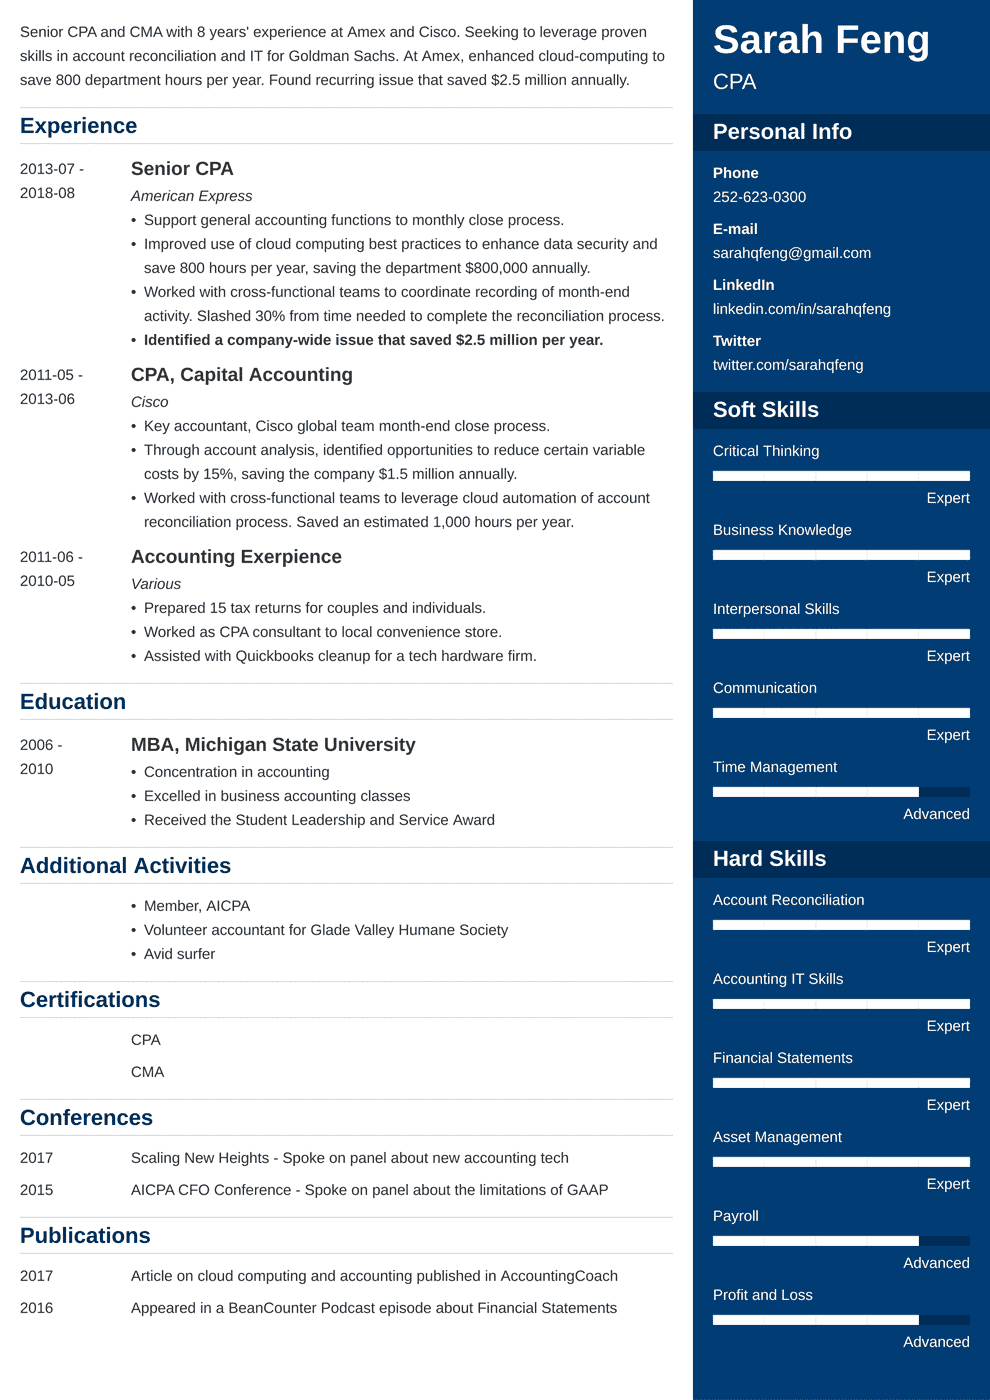 Senior CPA and CMA with 8 years' experience at Amex and Cisco. Seeking to leverage proven
skills in account reconciliation and IT for Goldman Sachs. At Amex, enhanced cloud-computing to
save 800 department hours per year. Found recurring issue that saved $2.5 million annually.
Experience
2013-07 -
2018-08
Senior CPA
American Express
• Support general accounting functions to monthly close process.
• Improved use of cloud computing best practices to enhance data security and
save 800 hours per year, saving the department $800,000 annually.
• Worked with cross-functional teams to coordinate recording of month-end
activity. Slashed 30% from time needed to complete the reconciliation process.
• Identified a company-wide issue that saved $2.5 million per year.
2011-05 -
2013-06
CPA, Capital Accounting
Cisco
• Key accountant, Cisco global team month-end close process.
• Through account analysis, identified opportunities to reduce certain variable
costs by 15%, saving the company $1.5 million annually.
• Worked with cross-functional teams to leverage cloud automation of account
reconciliation process. Saved an estimated 1,000 hours per year.
2011-06 -
2010-05
Accounting Exerpience
Various
• Prepared 15 tax returns for couples and individuals.
• Worked as CPA consultant to local convenience store.
• Assisted with Quickbooks cleanup for a tech hardware firm.
Education
2006 -
2010
MBA, Michigan State University
• Concentration in accounting
• Excelled in business accounting classes
• Received the Student Leadership and Service Award
Additional Activities
• Member, AICPA
• Volunteer accountant for Glade Valley Humane Society
• Avid surfer
Certifications
CPA
CMA
Conferences
2017 Scaling New Heights - Spoke on panel about new accounting tech
2015 AICPA CFO Conference - Spoke on panel about the limitations of GAAP
Publications
2017 Article on cloud computing and accounting published in AccountingCoach
2016 Appeared in a BeanCounter Podcast episode about Financial Statements
Sarah Feng
CPA
Personal Info
Phone
252-623-0300
E-mail
sarahqfeng@gmail.com
LinkedIn
linkedin.com/in/sarahqfeng
Twitter
twitter.com/sarahqfeng
Soft Skills
Critical Thinking
Expert
Business Knowledge
Expert
Interpersonal Skills
Expert
Communication
Expert
Time Management
Advanced
Hard Skills
Account Reconciliation
Expert
Accounting IT Skills
Expert
Financial Statements
Expert
Asset Management
Expert
Payroll
Advanced
Profit and Loss
Advanced